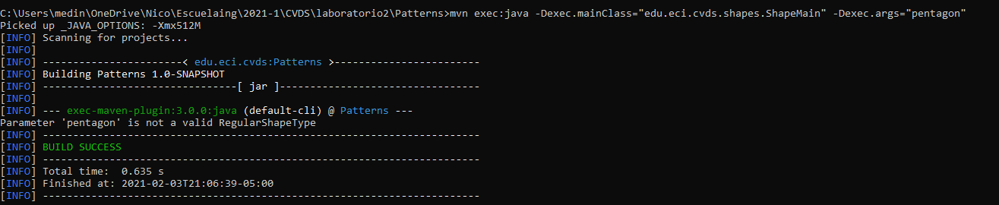 C:\Users\medin\OneDrive\Nico\Escuelaing\2021-1\CVDS\laboratorio2\Patterns>mvn exec:java -Dexec.mainClass="edu.eci.cvds.shapes.ShapeMain" -Dexec.args="pentagon"
Picked up _JAVA_OPTIONS: -Xmx512M
[INFO] Scanning for projects...
[INFO]
[INFO] -----------------------< edu.eci.cvds:Patterns >------------------------
[INFO] Building Patterns 1.0-SNAPSHOT
[INFO] --------------------------------[ jar ]---------------------------------
[INFO]
[INFO] --- exec-maven-plugin:3.0.0:java (default-cli) @ Patterns ---
Parameter 'pentagon' is not a valid RegularShapeType
[INFO] ------------------------------------------------------------------------
[INFO] BUILD SUCCESS
[INFO] ------------------------------------------------------------------------
[INFO] Total time:  0.635 s
[INFO] Finished at: 2021-02-03T21:06:39-05:00
[INFO] ------------------------------------------------------------------------